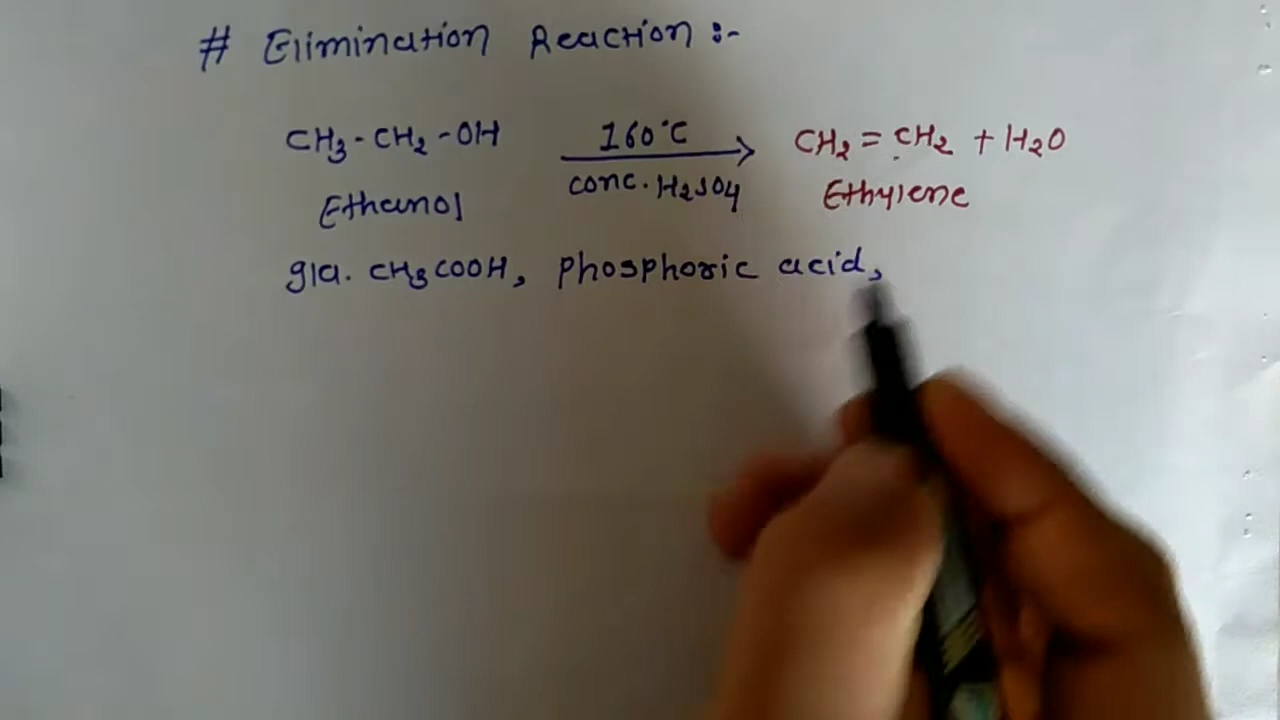 # Elimination Reaction :-
CH3 - CH2 - OH 160°C conc. H2SO4 CH2 = CH2 + H2O
Ethanol Ethylene
gla. CH3COOH, phosphoric acid,